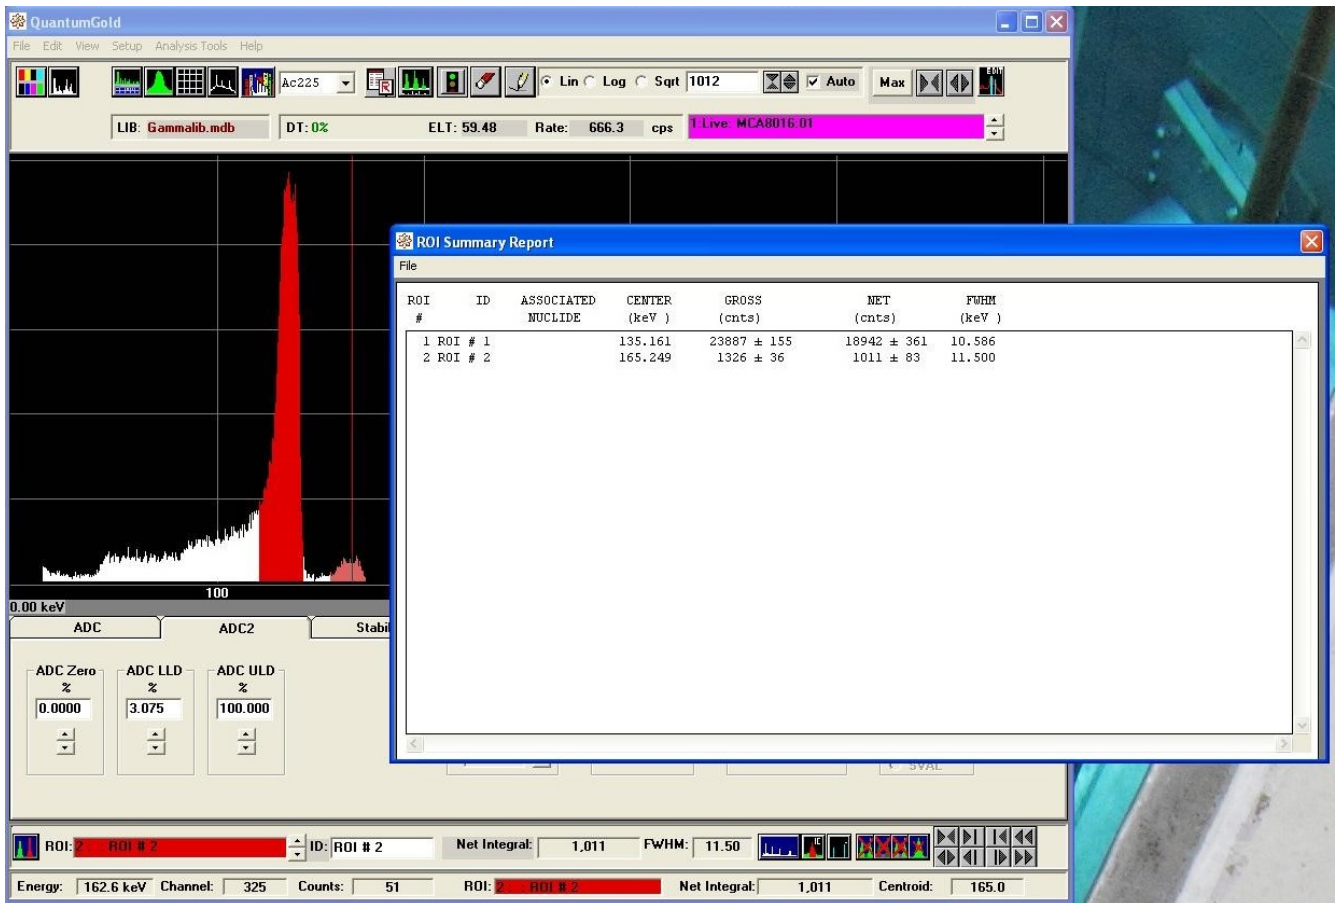 QuantumGold
File Edit View Setup Analysis Tools Help
Ac225 Lin Log Sqrt 1012 Auto Max EDIT
LIB: Gammalib.mdb DT: 0% ELT: 59.48 Rate: 666.3 cps 1:Live: MCA8016:01
ROI Summary Report
File
ROI ID ASSOCIATED CENTER GROSS NET FWHM
# NUCLIDE (keV ) (cnts) (cnts) (keV )
1 ROI # 1 135.161 23887 ± 155 18942 ± 361 10.586
2 ROI # 2 165.249 1326 ± 36 1011 ± 83 11.500
100
0.00 keV
ADC ADC2 Stabil
ADC Zero ADC LLD ADC ULD
% % %
0.0000 3.075 100.000
5VAL
ROI: 2 : ROI # 2 ID: ROI # 2 Net Integral: 1,011 FWHM: 11.50
Energy: 162.6 keV Channel: 325 Counts: 51 ROI: 2 : ROI # 2 Net Integral: 1,011 Centroid: 165.0